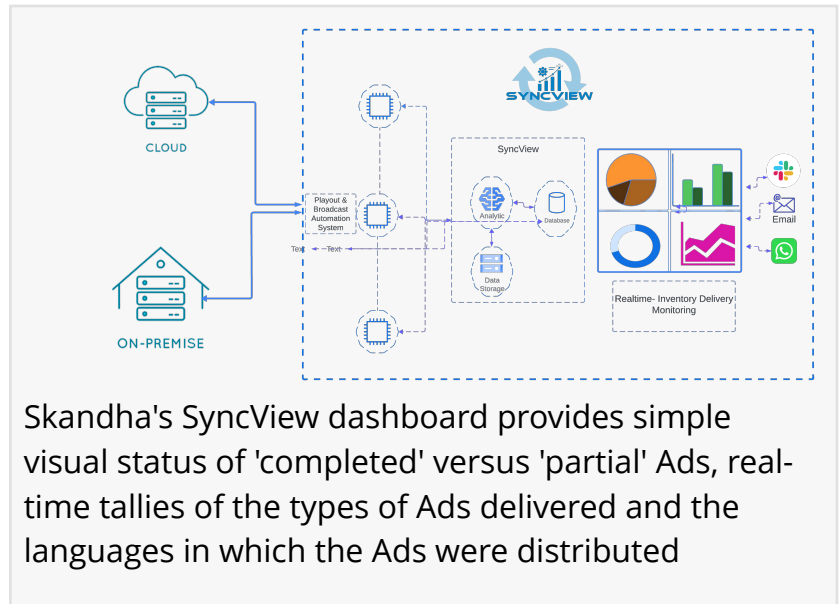 SYNCVIEW
CLOUD
SyncView
Playout &
Broadcast
Automation
System
Analytic
Database
Text
Text
Email
Data
Storage
Realtime- Inventory Delivery
Monitoring
ON-PREMISE
Skandha's SyncView dashboard provides simple
visual status of 'completed' versus 'partial' Ads, real-
time tallies of the types of Ads delivered and the
languages in which the Ads were distributed